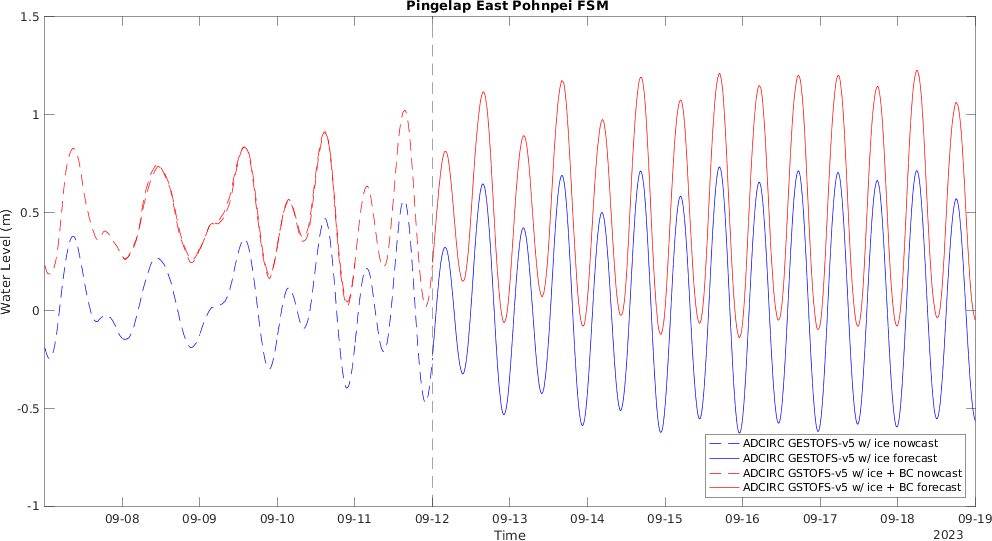 Pingelap East Pohnpei FSM
1.5
1
0.5
0
-0.5
-1
Water Level (m)
09-08 09-09 09-10 09-11 09-12 09-13 09-14 09-15 09-16 09-17 09-18 09-19
Time
2023
ADCIRC GESTOFS-v5 w/ ice nowcast
ADCIRC GESTOFS-v5 w/ ice forecast
ADCIRC GSTOFS-v5 w/ ice + BC nowcast
ADCIRC GSTOFS-v5 w/ ice + BC forecast